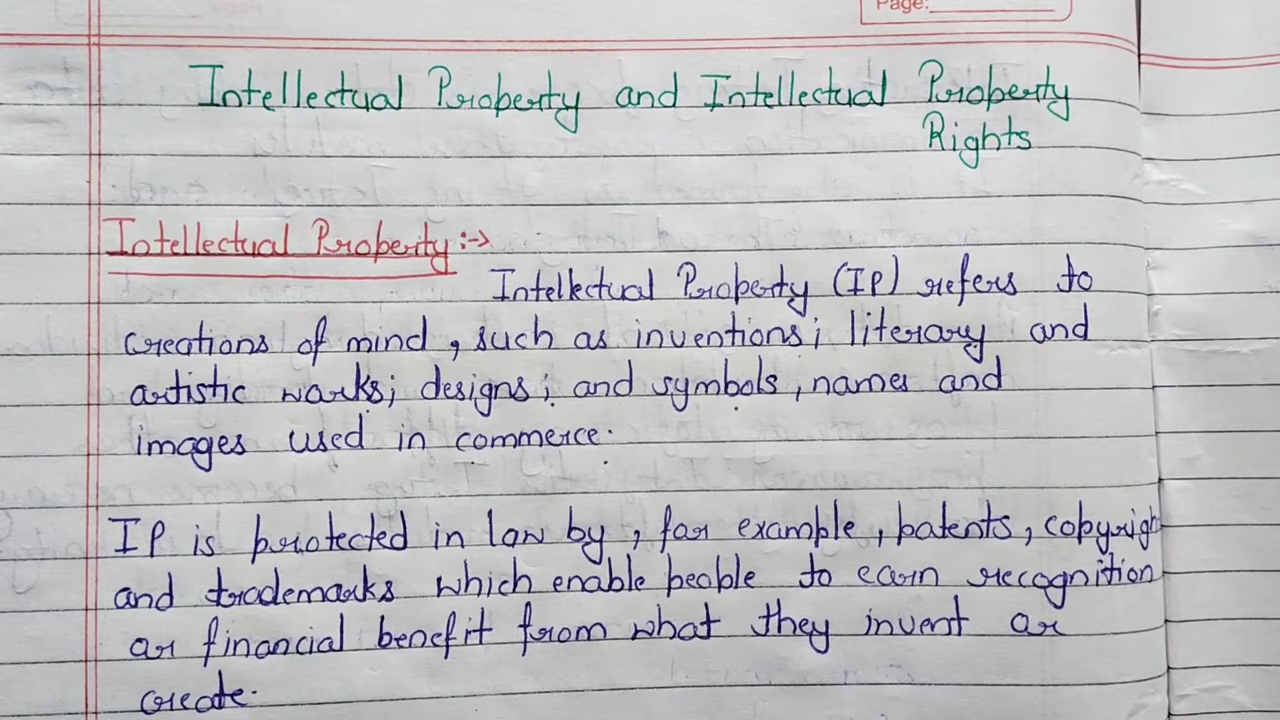 Page:
Intellectual Property and Intellectual Property
Rights
Intellectual Property :->
Intellectual Property (IP) refers to
creations of mind, such as inventions; literary and
artistic works; designs; and symbols, names and
images used in commerce.
IP is protected in law by, for example, patents, copyright
and trademarks which enable people to earn recognition
or financial benefit from what they invent or
create.